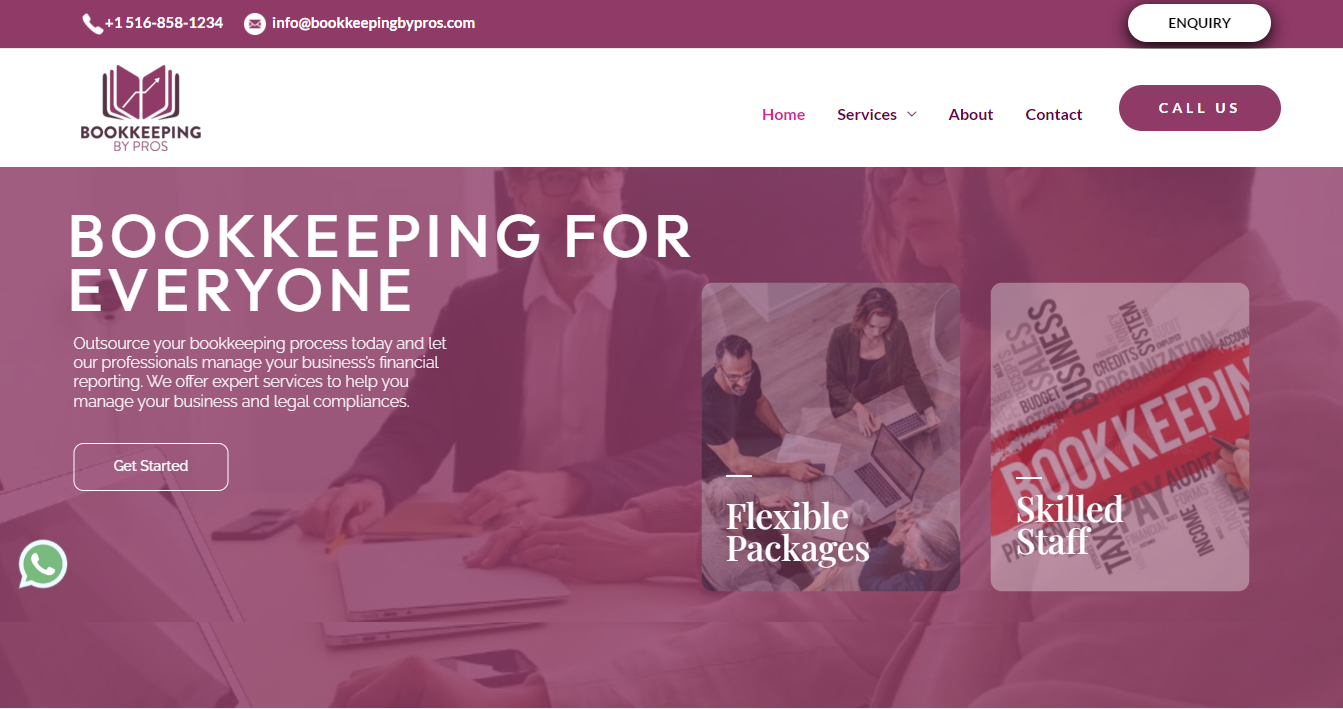 +1 516-858-1234
info@bookkeepingbypros.com
ENQUIRY
BOOKKEEPING
BY PROS
Home
Services
About
Contact
CALL US
BOOKKEEPING FOR
EVERYONE
Outsource your bookkeeping process today and let
our professionals manage your business's financial
reporting. We offer expert services to help you
manage your business and legal compliances.
Get Started
Flexible
Packages
SALES
BUSINESS
BUDGET
CREDITS
SYSTEM
ORGANIZATION
BOOKKEEPIN
TAX
PAY
AUDIT
INCOME
FORMS
Skilled
Staff